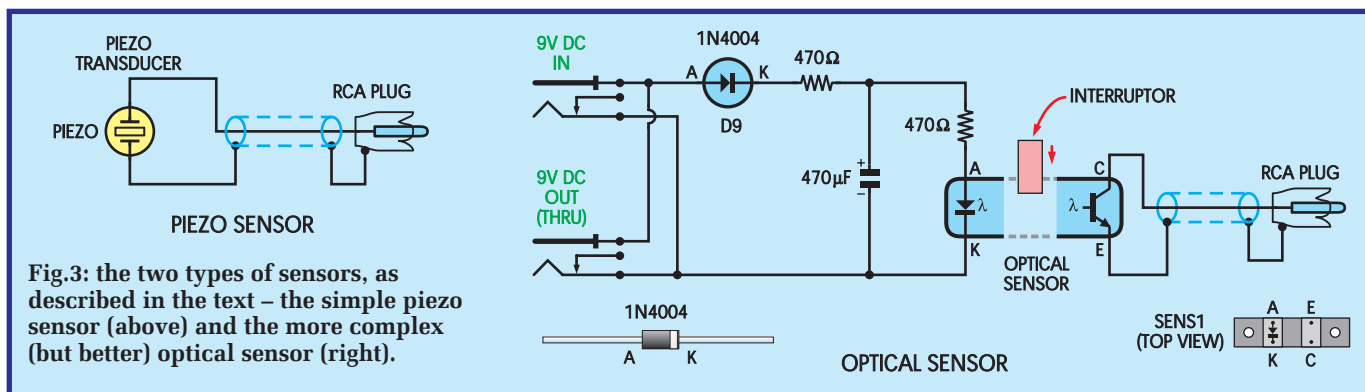 PIEZO
TRANSDUCER
PIEZO
RCA PLUG
PIEZO SENSOR
Fig.3: the two types of sensors, as
described in the text – the simple piezo
sensor (above) and the more complex
(but better) optical sensor (right).
9V DC
IN
9V DC
OUT
(THRU)
1N4004
A
K
D9
470Ω
470Ω
470µF
+
−
INTERRUPTOR
A
λ
K
C
λ
E
OPTICAL
SENSOR
RCA PLUG
1N4004
A
K
OPTICAL SENSOR
SENS1
(TOP VIEW)
A E
K C